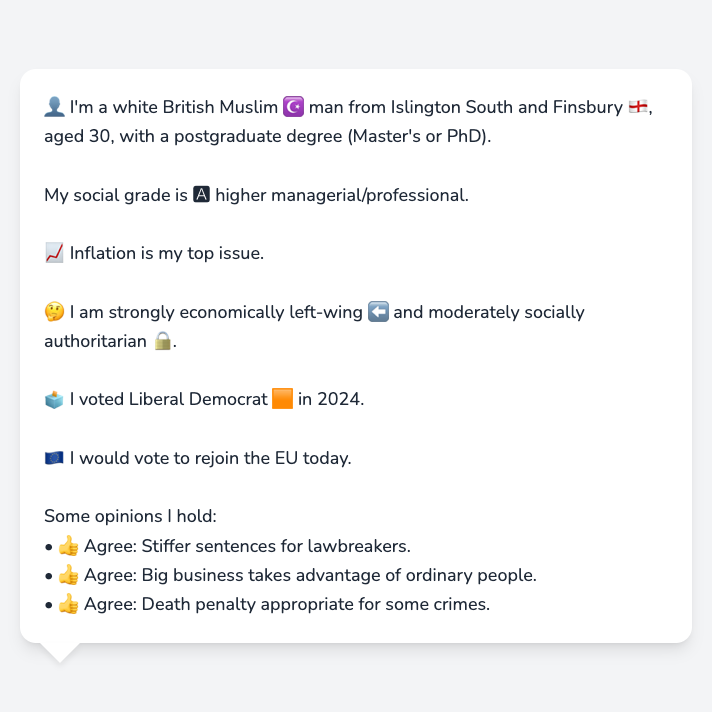 👤 I'm a white British Muslim ☪️ man from Islington South and Finsbury 🏴󠁧󠁢󠁥󠁮󠁧󠁿,
aged 30, with a postgraduate degree (Master's or PhD).
My social grade is 🅰 higher managerial/professional.
📈 Inflation is my top issue.
🤔 I am strongly economically left-wing ⬅️ and moderately socially
authoritarian 🔒.
🗳️ I voted Liberal Democrat 🟧 in 2024.
🇪🇺 I would vote to rejoin the EU today.
Some opinions I hold:
• 👍 Agree: Stiffer sentences for lawbreakers.
• 👍 Agree: Big business takes advantage of ordinary people.
• 👍 Agree: Death penalty appropriate for some crimes.